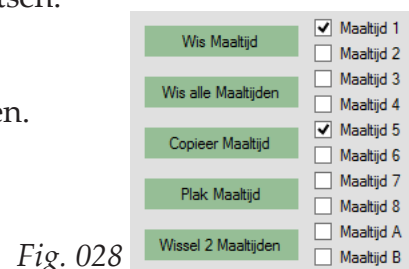 tsen.
en.
Wis Maaltijd
Wis alle Maaltijden
Copieer Maaltijd
Plak Maaltijd
Wissel 2 Maaltijden
Maaltijd 1
Maaltijd 2
Maaltijd 3
Maaltijd 4
Maaltijd 5
Maaltijd 6
Maaltijd 7
Maaltijd 8
Maaltijd A
Maaltijd B
Fig. 028